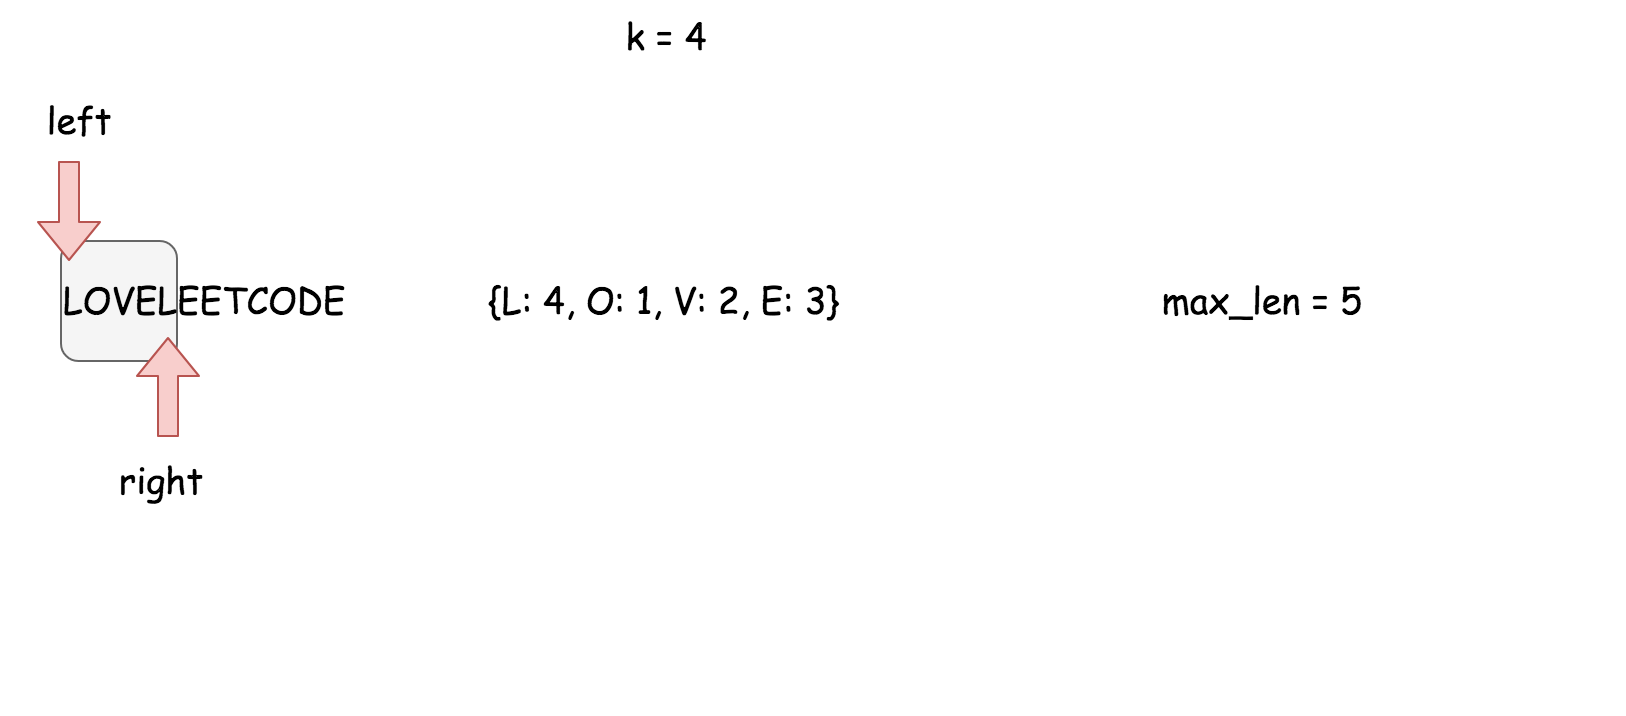 k = 4
left
LOVELEETCODE {L: 4, O: 1, V: 2, E: 3} max_len = 5
right